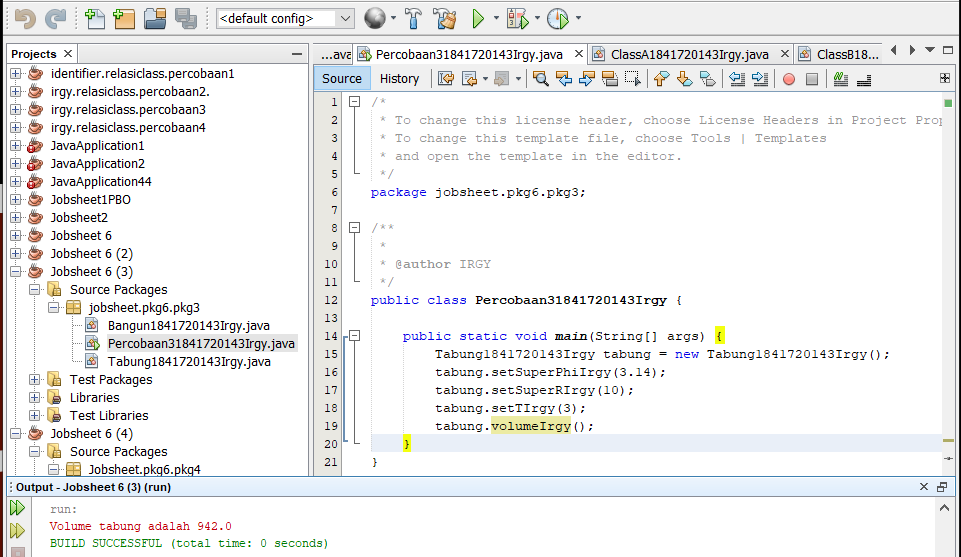 <default config>
Projects
identifier.relasiclass.percobaan1
irgy.relasiclass.percobaan2.
irgy.relasiclass.percobaan3
irgy.relasiclass.percobaan4
JavaApplication1
JavaApplication2
JavaApplication44
Jobsheet1PBO
Jobsheet2
Jobsheet 6
Jobsheet 6 (2)
Jobsheet 6 (3)
Source Packages
jobsheet.pkg6.pkg3
Bangun1841720143Irgy.java
Percobaan31841720143Irgy.java
Tabung1841720143Irgy.java
Test Packages
Libraries
Test Libraries
Jobsheet 6 (4)
Source Packages
Jobsheet.pkg6.pkg4
...ava Percobaan31841720143Irgy.java ClassA1841720143Irgy.java ClassB18...
Source History
1 /*
2 * To change this license header, choose License Headers in Project Prop
3 * To change this template file, choose Tools | Templates
4 * and open the template in the editor.
5 */
6 package jobsheet.pkg6.pkg3;
7
8 /**
9 *
10 * @author IRGY
11 */
12 public class Percobaan31841720143Irgy {
13
14 public static void main(String[] args) {
15 Tabung1841720143Irgy tabung = new Tabung1841720143Irgy();
16 tabung.setSuperPhiIrgy(3.14);
17 tabung.setSuperRIrgy(10);
18 tabung.setTIrgy(3);
19 tabung.volumeIrgy();
20 }
21 }
Output - Jobsheet 6 (3) (run)
run:
Volume tabung adalah 942.0
BUILD SUCCESSFUL (total time: 0 seconds)